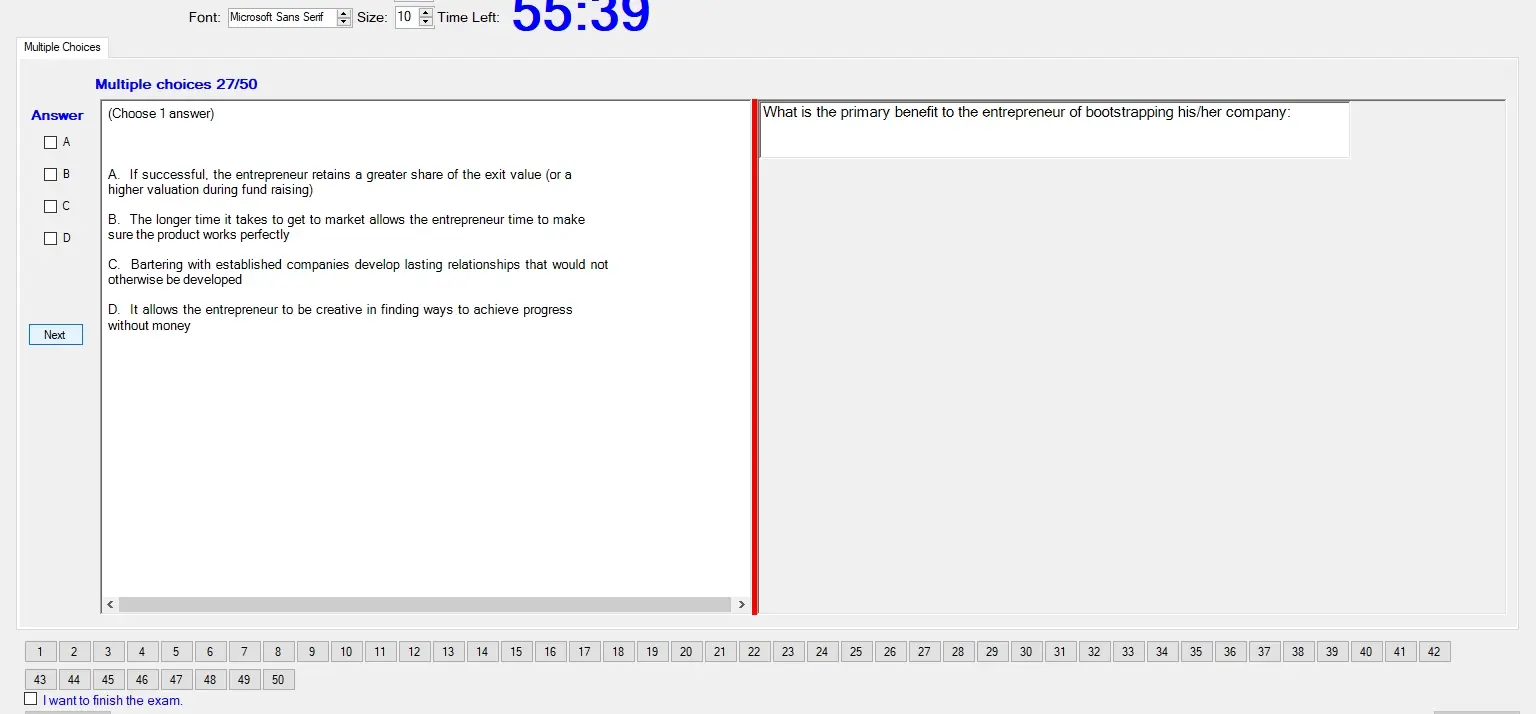 Font: Microsoft Sans Serif Size: 10 Time Left: 55:39
Multiple Choices
Multiple choices 27/50
Answer
A
B
C
D
Next
(Choose 1 answer)
A. If successful, the entrepreneur retains a greater share of the exit value (or a
higher valuation during fund raising)
B. The longer time it takes to get to market allows the entrepreneur time to make
sure the product works perfectly
C. Bartering with established companies develop lasting relationships that would not
otherwise be developed
D. It allows the entrepreneur to be creative in finding ways to achieve progress
without money
What is the primary benefit to the entrepreneur of bootstrapping his/her company:
1 2 3 4 5 6 7 8 9 10 11 12 13 14 15 16 17 18 19 20 21 22 23 24 25 26 27 28 29 30 31 32 33 34 35 36 37 38 39 40 41 42
43 44 45 46 47 48 49 50
I want to finish the exam.